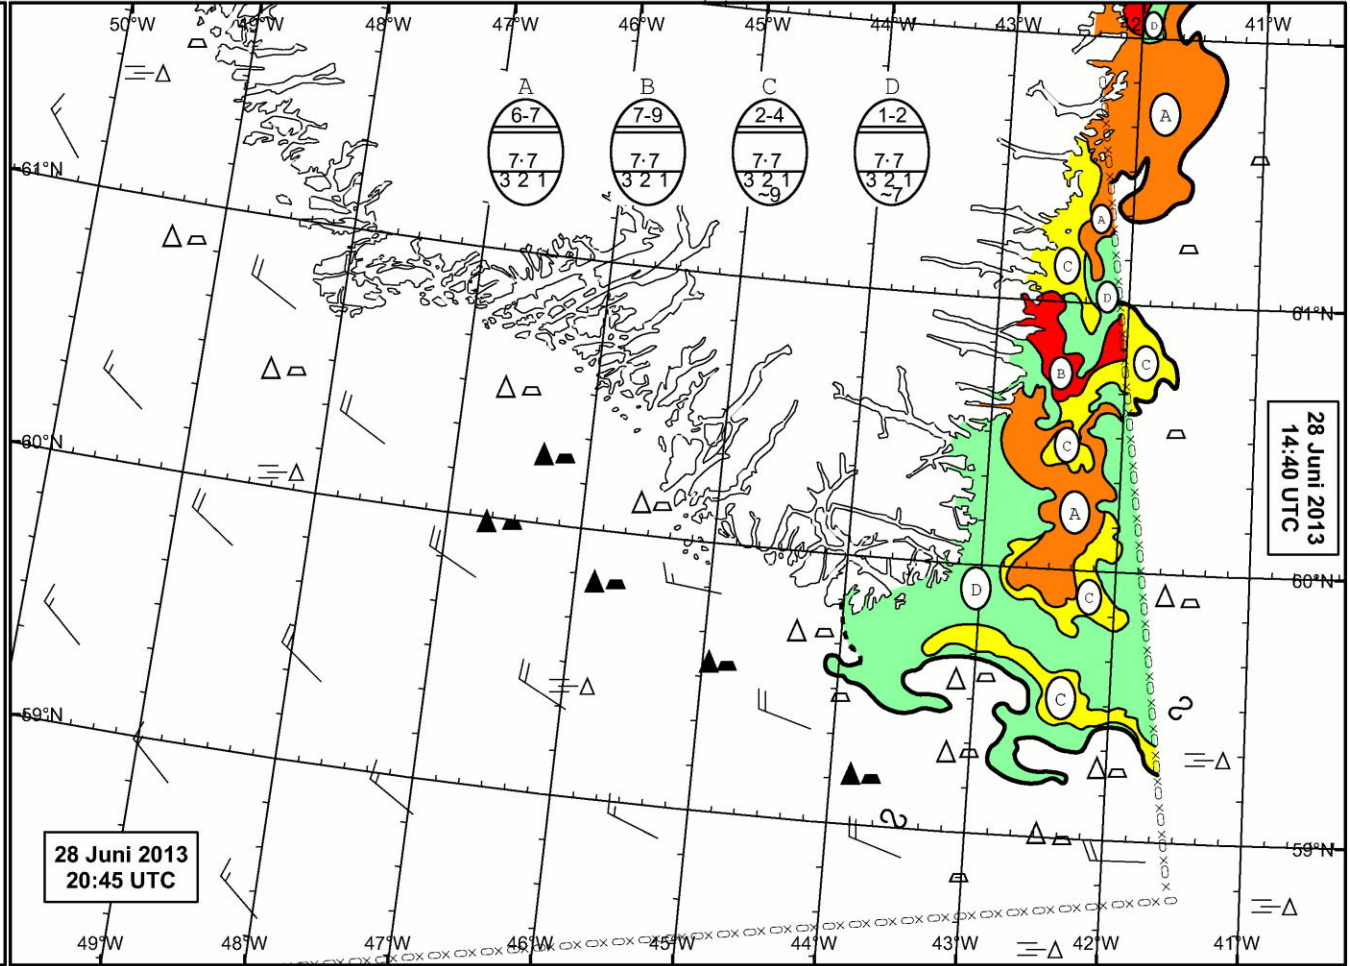 50°W 49°W 48°W 47°W 46°W 45°W 44°W 43°W 42 41°W
A B C D
6-7 7-9 2-4 1-2
7·7 7·7 7·7 7·7
3 2 1 3 2 1 3 2 1 3 2 1
~9 ~7
D
A
61°N
A
C
D
61°N
C
B
60°N
C
28 Juni 2013
14:40 UTC
A
D
C
60°N
C
59°N
59°N
28 Juni 2013
20:45 UTC
49°W 48°W 47°W 46°W 45°W 44°W 43°W 42°W 41°W